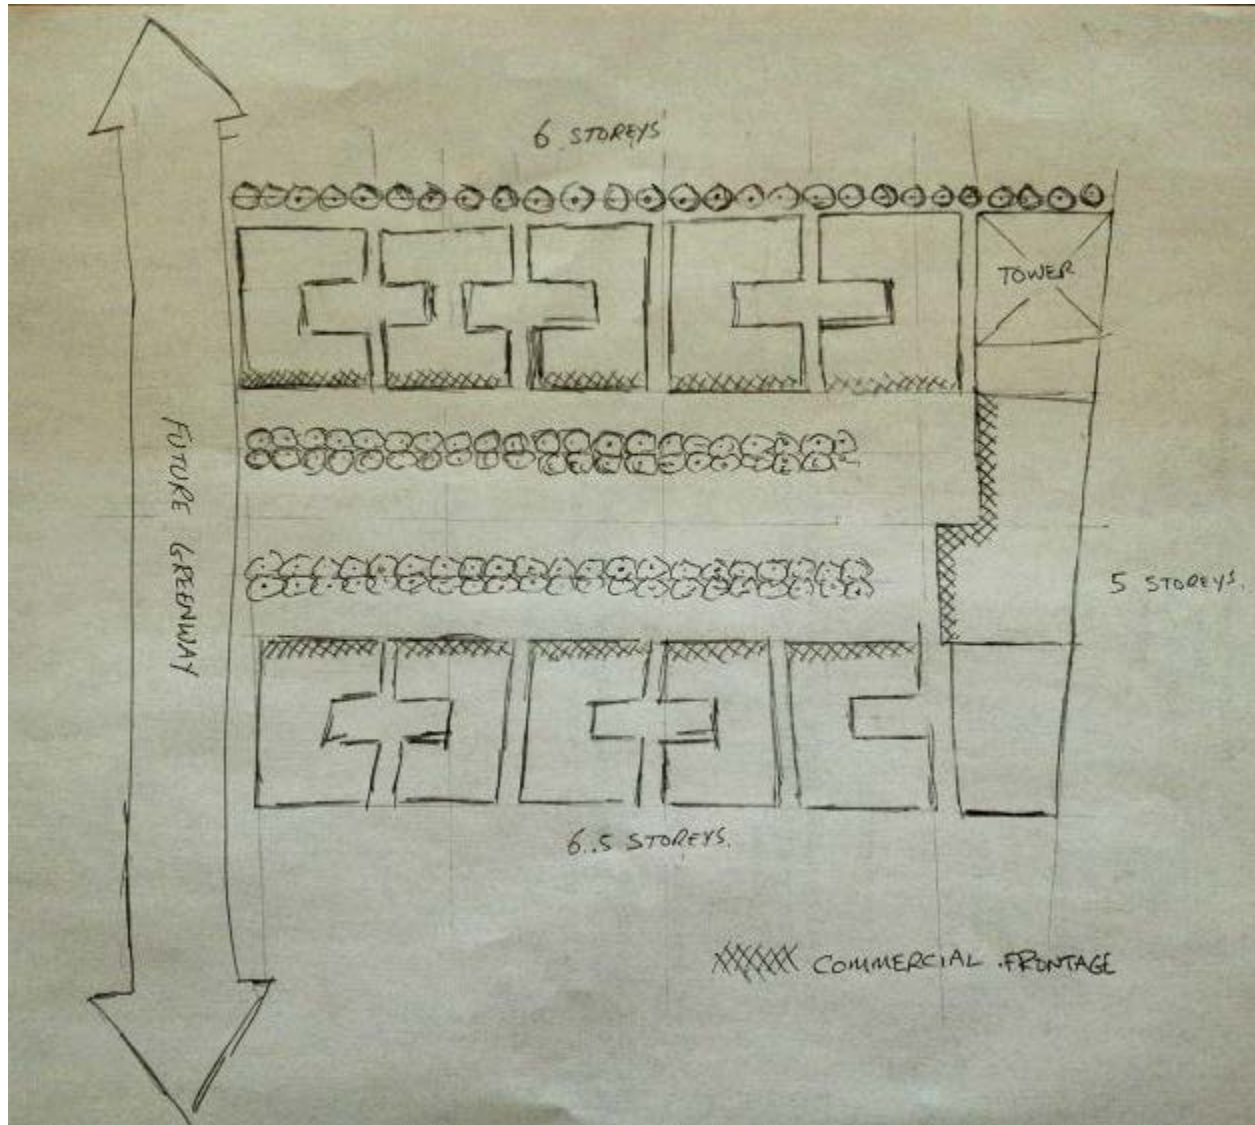 6 STOREYS
TOWER
FUTURE GREENWAY
5 STOREYS.
6.5 STOREYS.
COMMERCIAL FRONTAGE